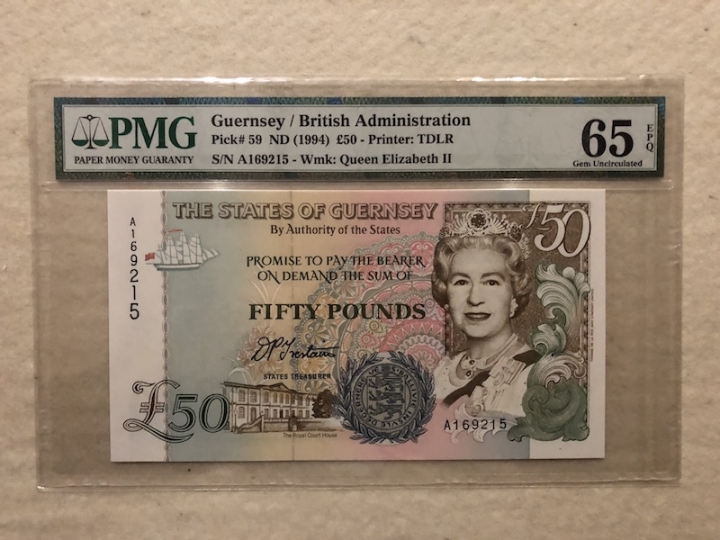 PMG
PAPER MONEY GUARANTY
Guernsey / British Administration
Pick# 59 ND (1994) £50 - Printer: TDLR
S/N A169215 - Wmk: Queen Elizabeth II
65
EPQ
Gem Uncirculated
A169215
THE STATES OF GUERNSEY
By Authority of the States
£50
PROMISE TO PAY THE BEARER
ON DEMAND THE SUM OF
FIFTY POUNDS
STATES TREASURER
£50
The Royal Court House
A169215